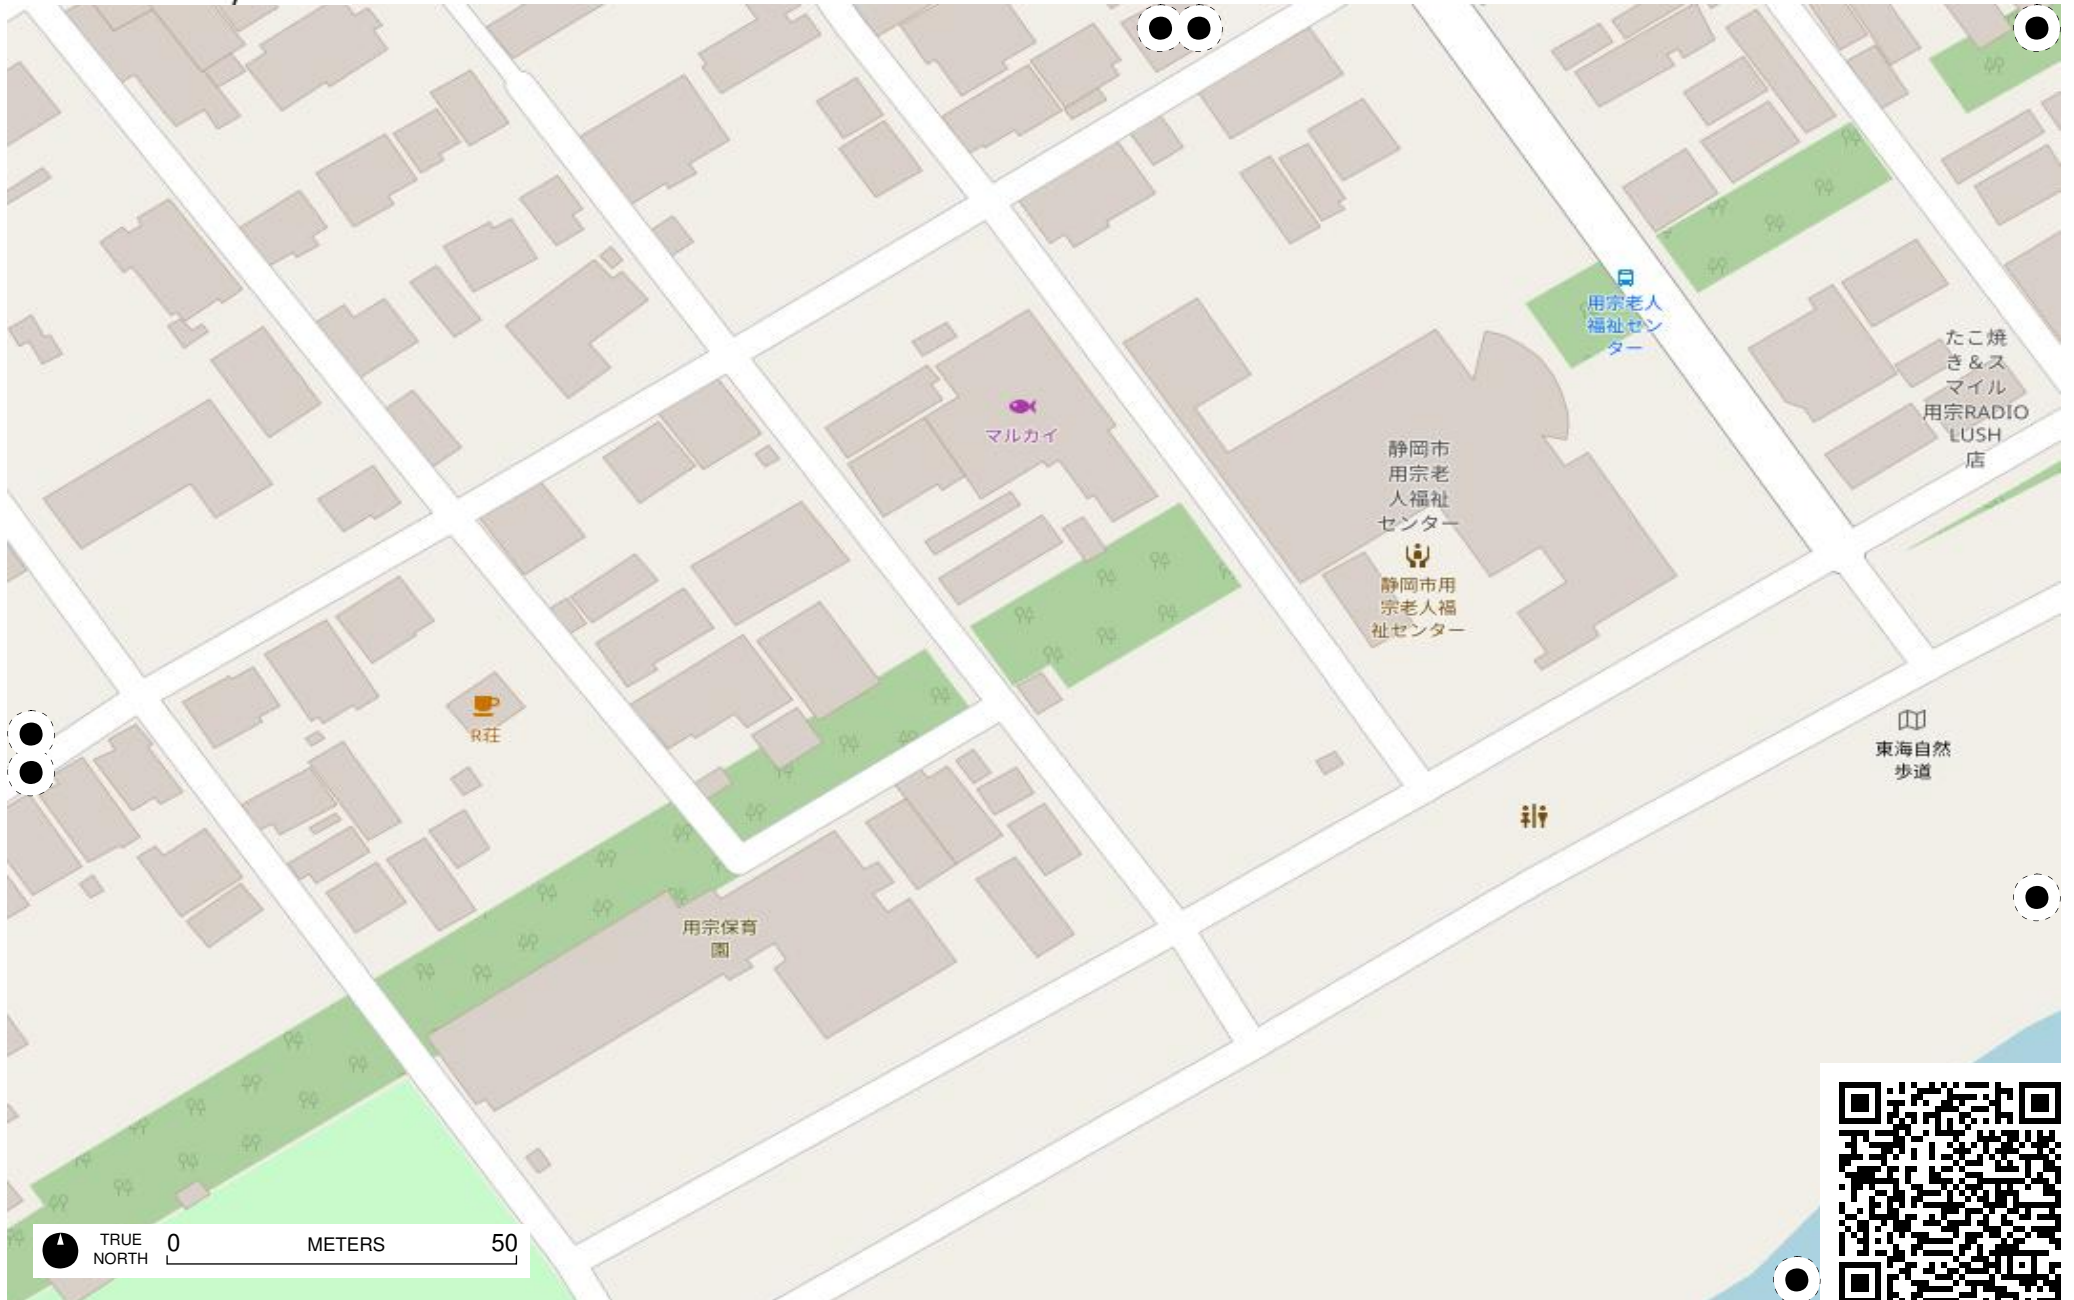 用宗老人
福祉セン
ター
たこ焼
き＆ス
マイル
用宗RADIO
LUSH
店
マルカイ
静岡市
用宗老
人福祉
センター
静岡市用
宗老人福
祉センター
R荘
東海自然
歩道
用宗保育
園
TRUE
NORTH
0 METERS 50